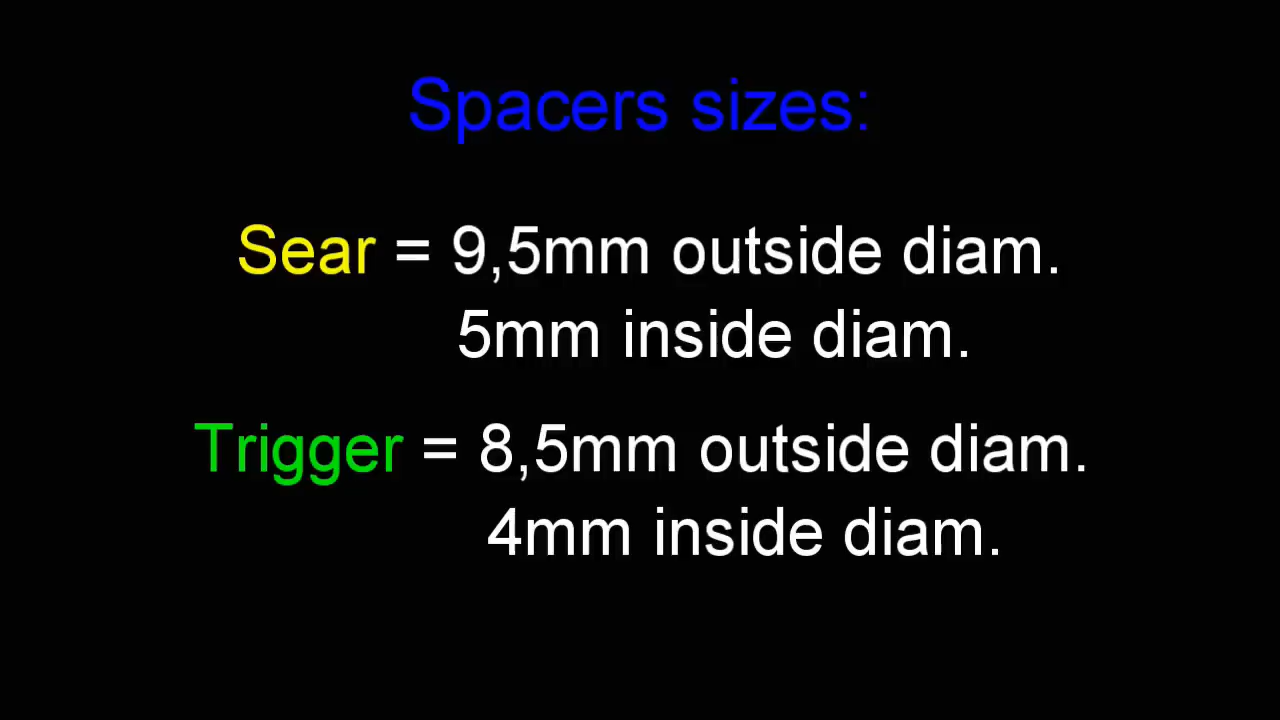 Spacers sizes:
Sear = 9,5mm outside diam.
5mm inside diam.
Trigger = 8,5mm outside diam.
4mm inside diam.